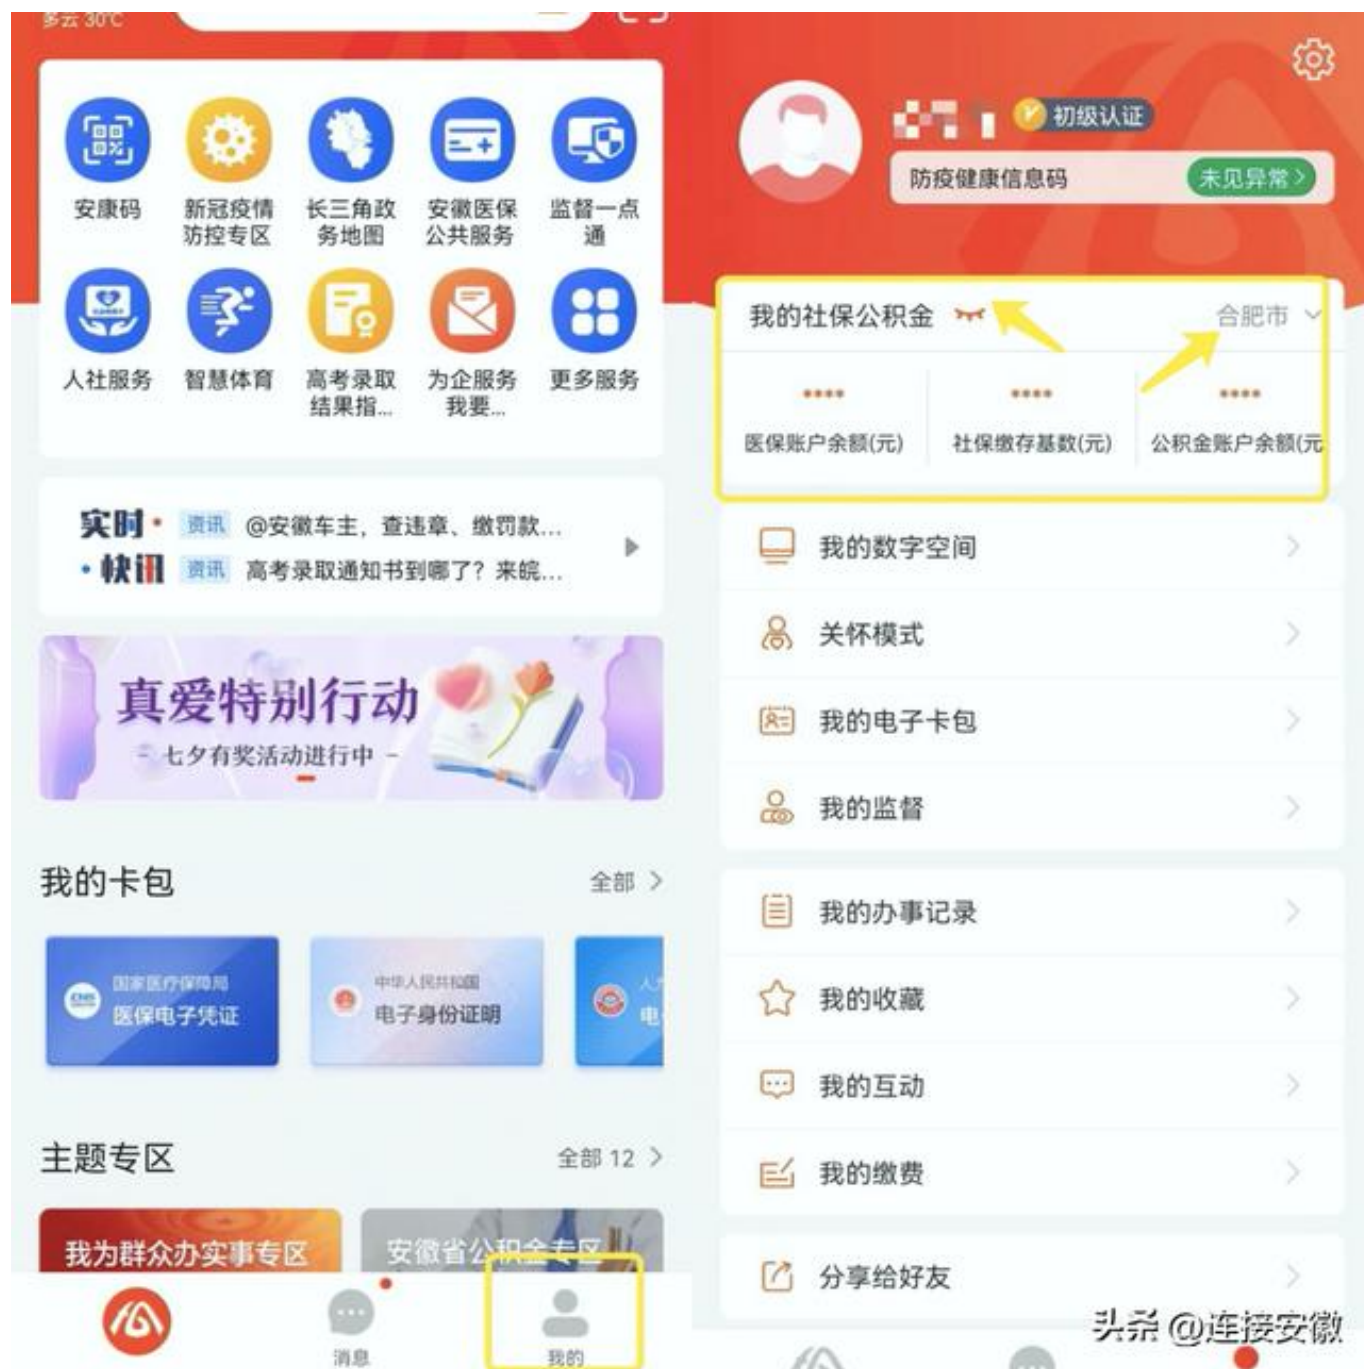 多云 30℃
安康码
新冠疫情
防控专区
长三角政
务地图
安徽医保
公共服务
监督一点
通
人社服务
智慧体育
高考录取
结果指...
为企服务
我要...
更多服务
实时
快讯
资讯 @安徽车主，查违章、缴罚款...
资讯 高考录取通知书到哪了？来皖...
真爱特别行动
- 七夕有奖活动进行中 -
我的卡包
全部 >
国家医疗保障局
医保电子凭证
中华人民共和国
电子身份证明
人力
电
主题专区
全部 12 >
我为群众办实事专区
安徽省公积金专区
消息
我的
初级认证
防疫健康信息码
未见异常 >
我的社保公积金
合肥市
••••
••••
••••
医保账户余额(元)
社保缴存基数(元)
公积金账户余额(元
我的数字空间
关怀模式
我的电子卡包
我的监督
我的办事记录
我的收藏
我的互动
我的缴费
分享给好友
头条 @连接安徽